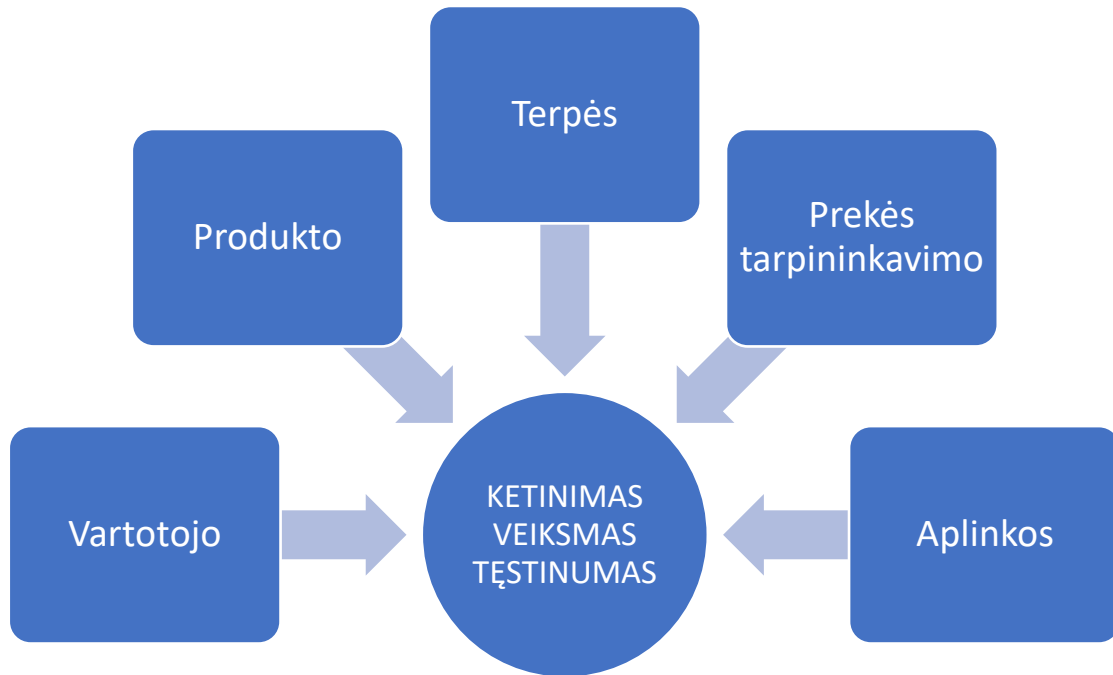 Terpės
Produkto
Prekės
tarpininkavimo
Vartotojo
KETINIMAS
VEIKSMAS
TĘSTINUMAS
Aplinkos